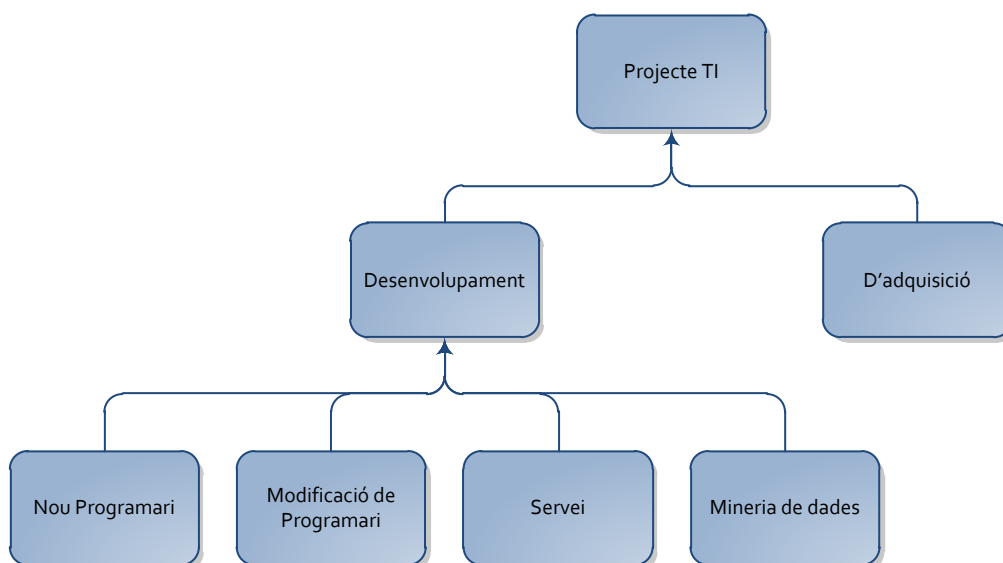 Projecte TI
Desenvolupament
D'adquisició
Nou Programari
Modificació de
Programari
Servei
Mineria de dades